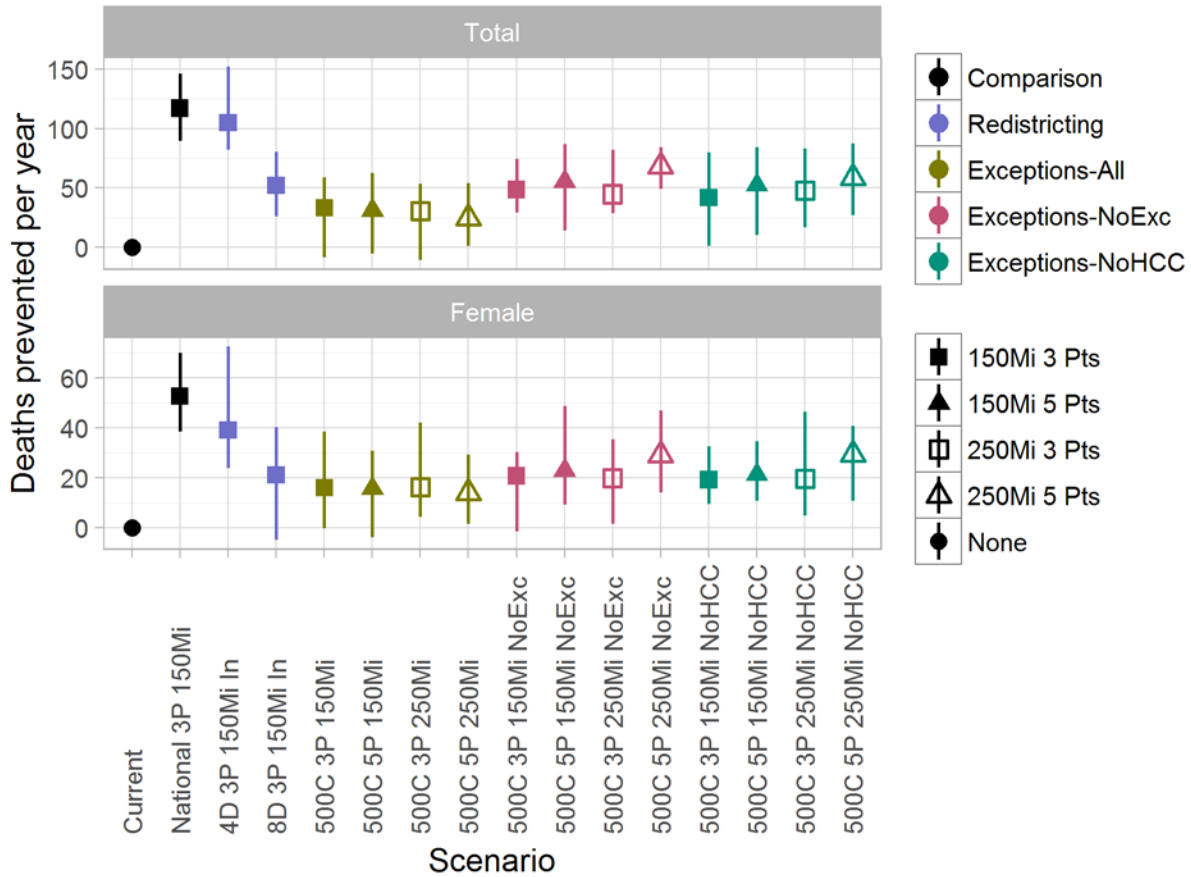 Total
Deaths prevented per year
150
100
50
0
Female
60
40
20
0
Current
National 3P 150Mi
4D 3P 150Mi In
8D 3P 150Mi In
500C 3P 150Mi
500C 5P 150Mi
500C 3P 250Mi
500C 5P 250Mi
500C 3P 150Mi NoExc
500C 5P 150Mi NoExc
500C 3P 250Mi NoExc
500C 5P 250Mi NoExc
500C 3P 150Mi NoHCC
500C 5P 150Mi NoHCC
500C 3P 250Mi NoHCC
500C 5P 250Mi NoHCC
Scenario
Comparison
Redistricting
Exceptions-All
Exceptions-NoExc
Exceptions-NoHCC
150Mi 3 Pts
150Mi 5 Pts
250Mi 3 Pts
250Mi 5 Pts
None